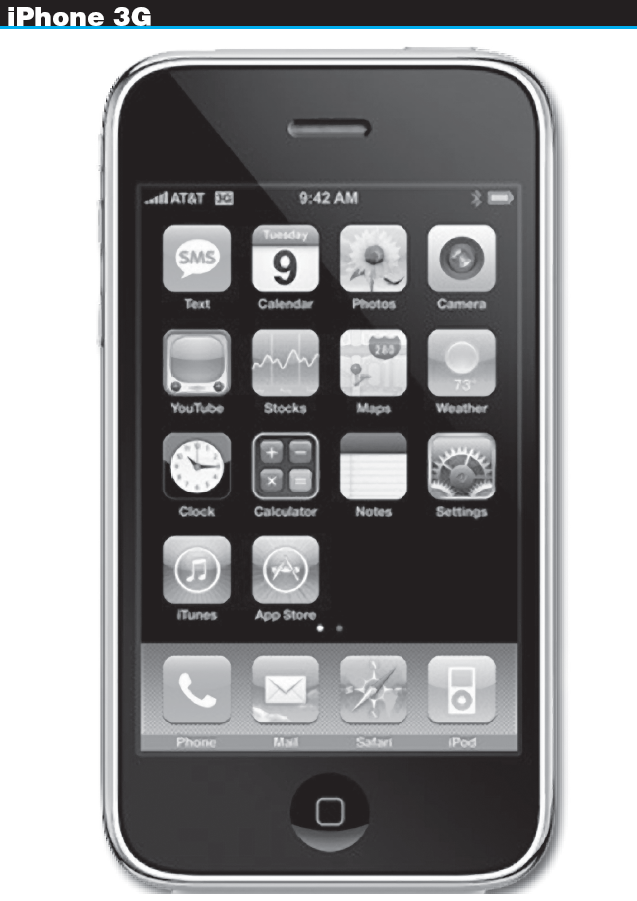 iPhone 3G
AT&T 3G 9:42 AM
SMS Tuesday 9
Text Calendar Photos Camera
280 73°
YouTube Stocks Maps Weather
+ − × =
Clock Calculator Notes Settings
iTunes App Store
Phone Mail Safari iPod